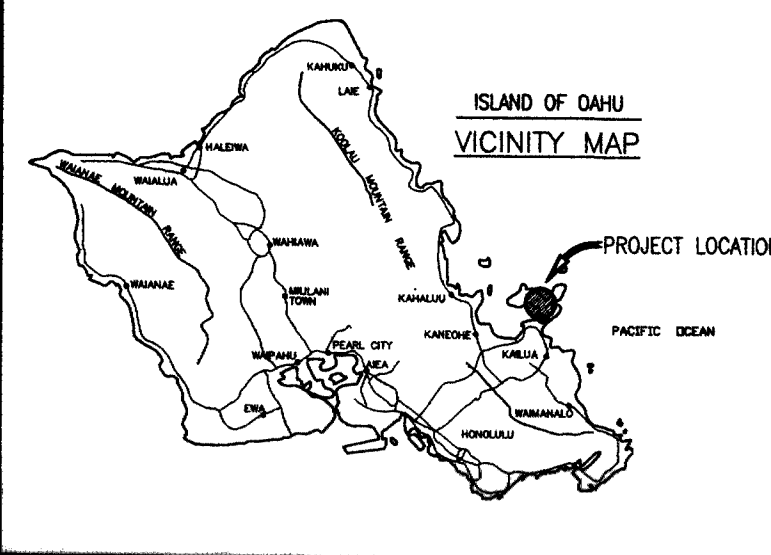 KAHUKU
LAIE
ISLAND OF OAHU
VICINITY MAP
HALEIWA
KOOLAU MOUNTAIN RANGE
WAIALUA
WAIANAE MOUNTAIN RANGE
WAHIAWA
PROJECT LOCATION
WAIANAE
MILILANI
TOWN
KAHALUU
KANEOHE
PACIFIC OCEAN
PEARL CITY
WAIPAHU
KAILUA
AIEA
EWA
WAIMANALO
HONOLULU